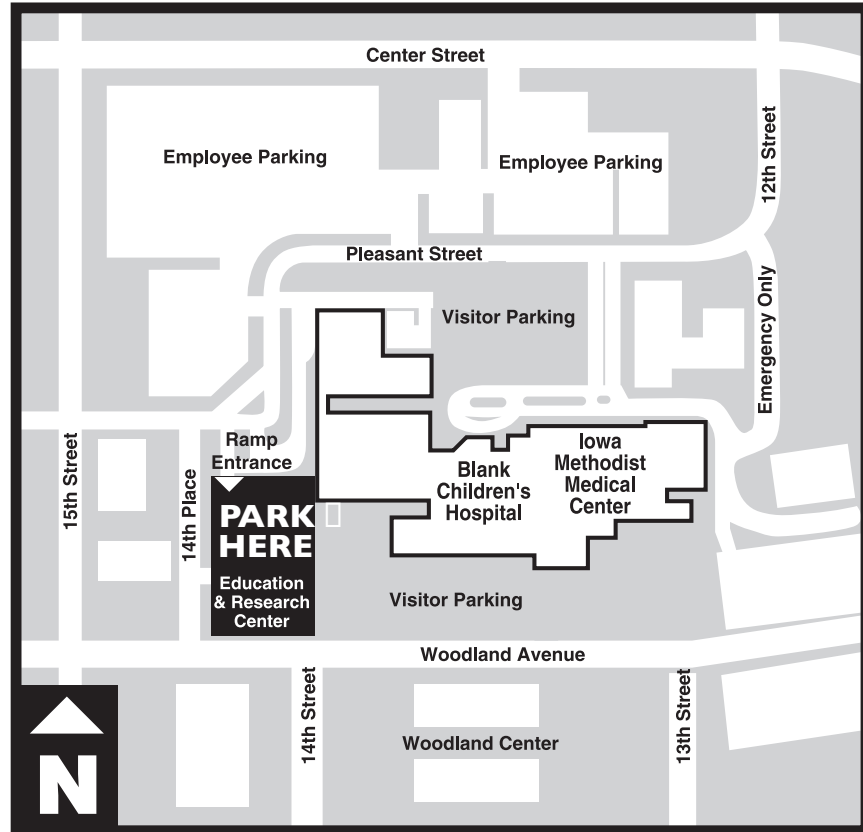 Center Street
12th Street
Employee Parking
Employee Parking
Pleasant Street
Emergency Only
Visitor Parking
15th Street
14th Place
Ramp
Entrance
Blank
Children's
Hospital
Iowa
Methodist
Medical
Center
PARK
HERE
Education
& Research
Center
Visitor Parking
Woodland Avenue
14th Street
Woodland Center
13th Street
N